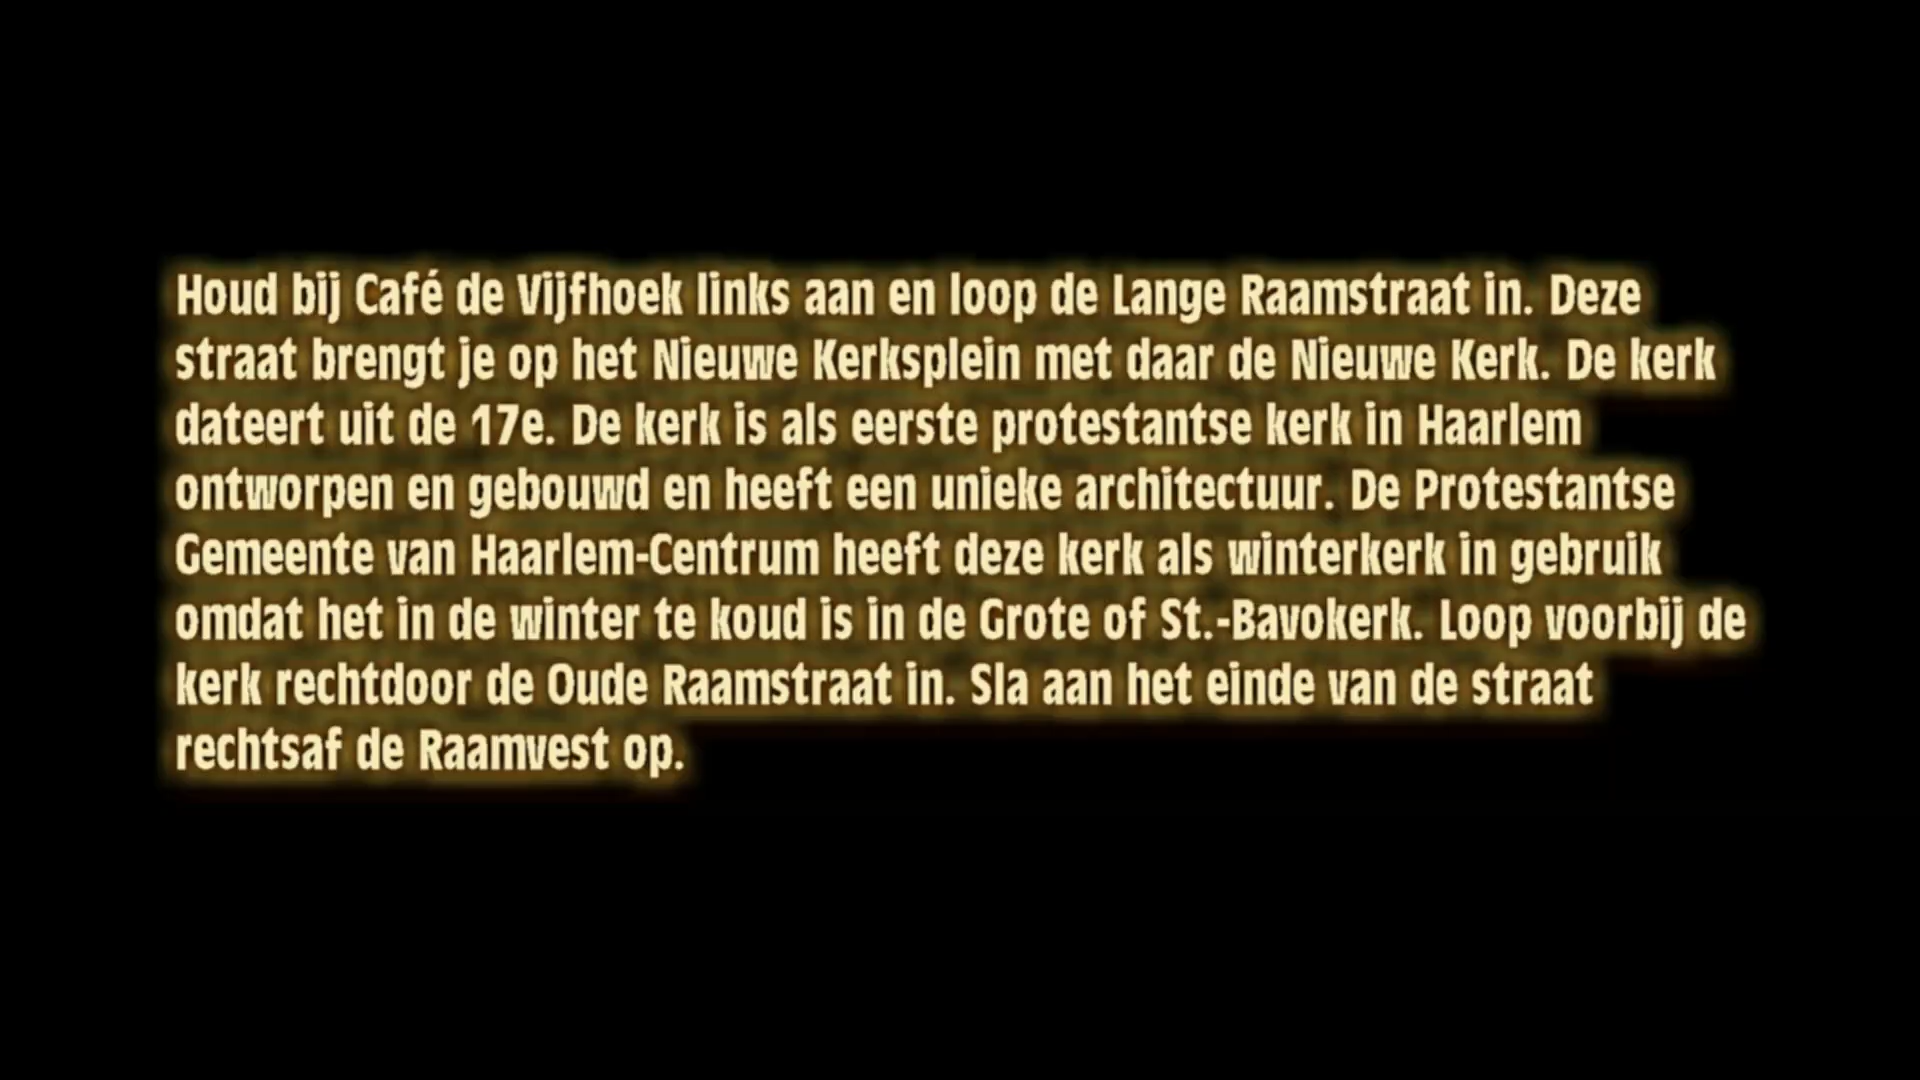 Houd bij Café de Vijfhoek links aan en loop de Lange Raamstraat in. Deze
straat brengt je op het Nieuwe Kerksplein met daar de Nieuwe Kerk. De kerk
dateert uit de 17e. De kerk is als eerste protestantse kerk in Haarlem
ontworpen en gebouwd en heeft een unieke architectuur. De Protestantse
Gemeente van Haarlem-Centrum heeft deze kerk als winterkerk in gebruik
omdat het in de winter te koud is in de Grote of St.-Bavokerk. Loop voorbij de
kerk rechtdoor de Oude Raamstraat in. Sla aan het einde van de straat
rechtsaf de Raamvest op.